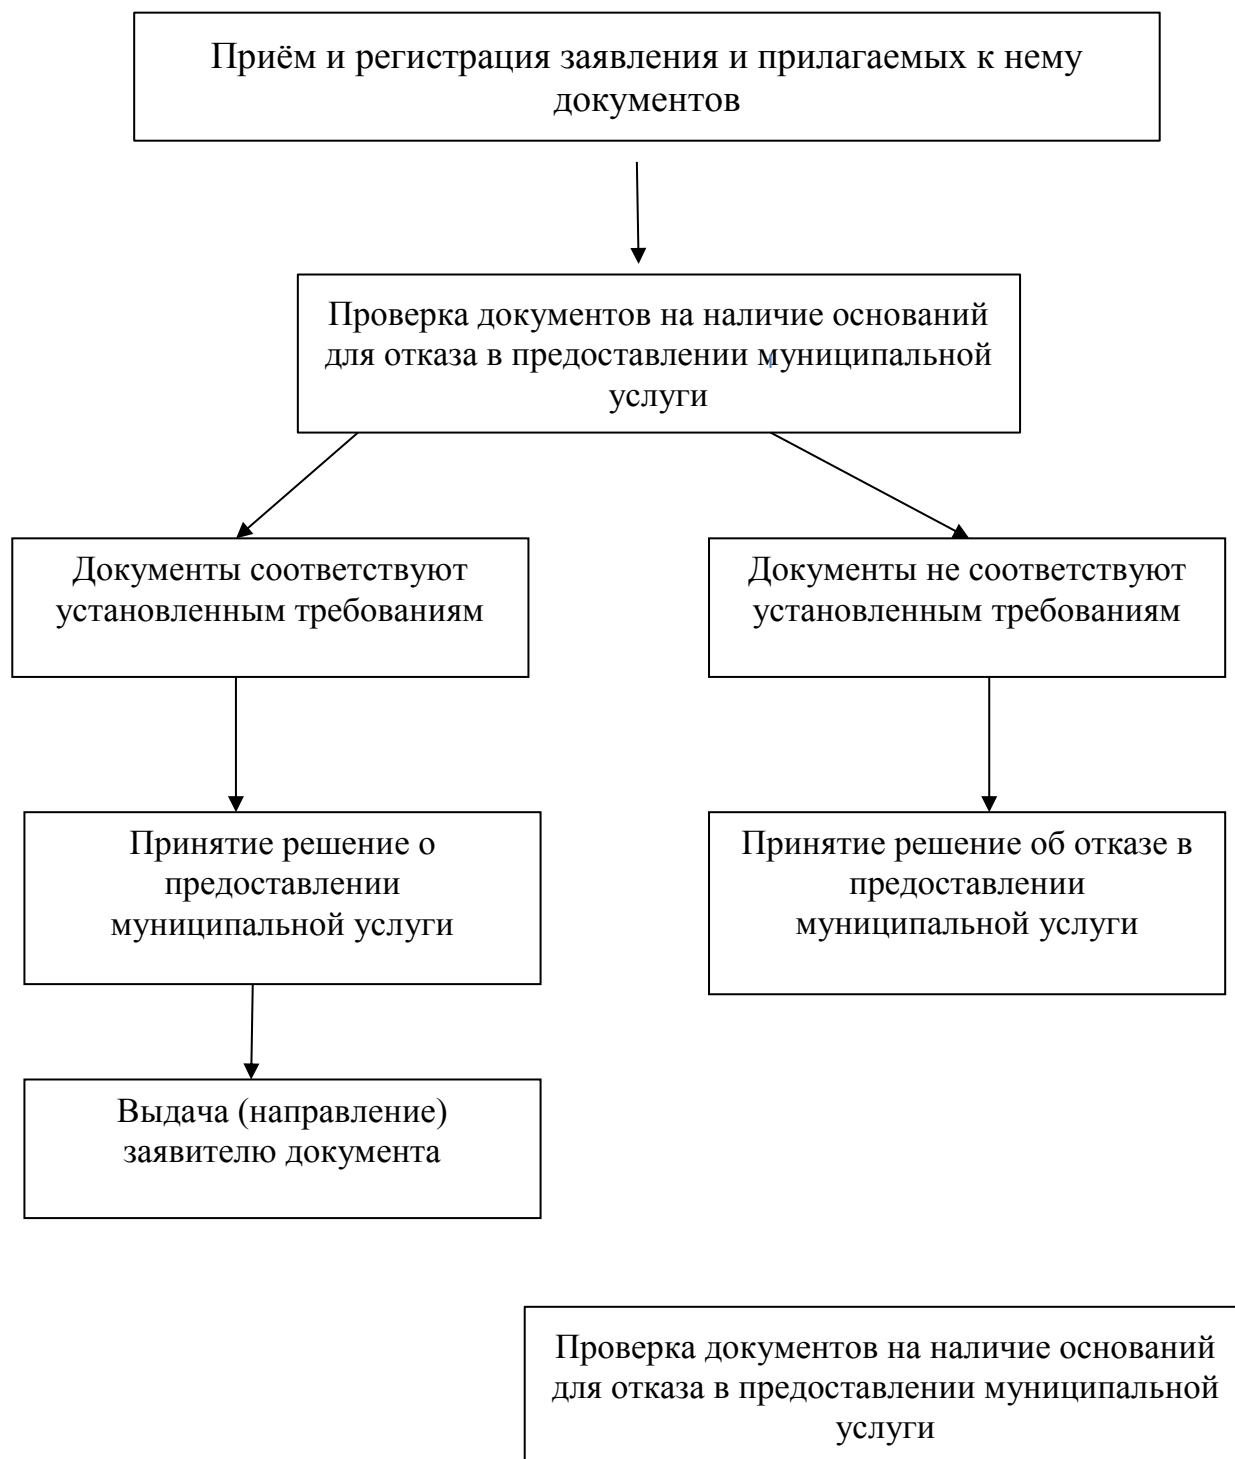 Приём и регистрация заявления и прилагаемых к нему
документов
Проверка документов на наличие оснований
для отказа в предоставлении муниципальной
услуги
Документы соответствуют
установленным требованиям
Документы не соответствуют
установленным требованиям
Принятие решение о
предоставлении
муниципальной услуги
Принятие решение об отказе в
предоставлении
муниципальной услуги
Выдача (направление)
заявителю документа
Проверка документов на наличие оснований
для отказа в предоставлении муниципальной
услуги